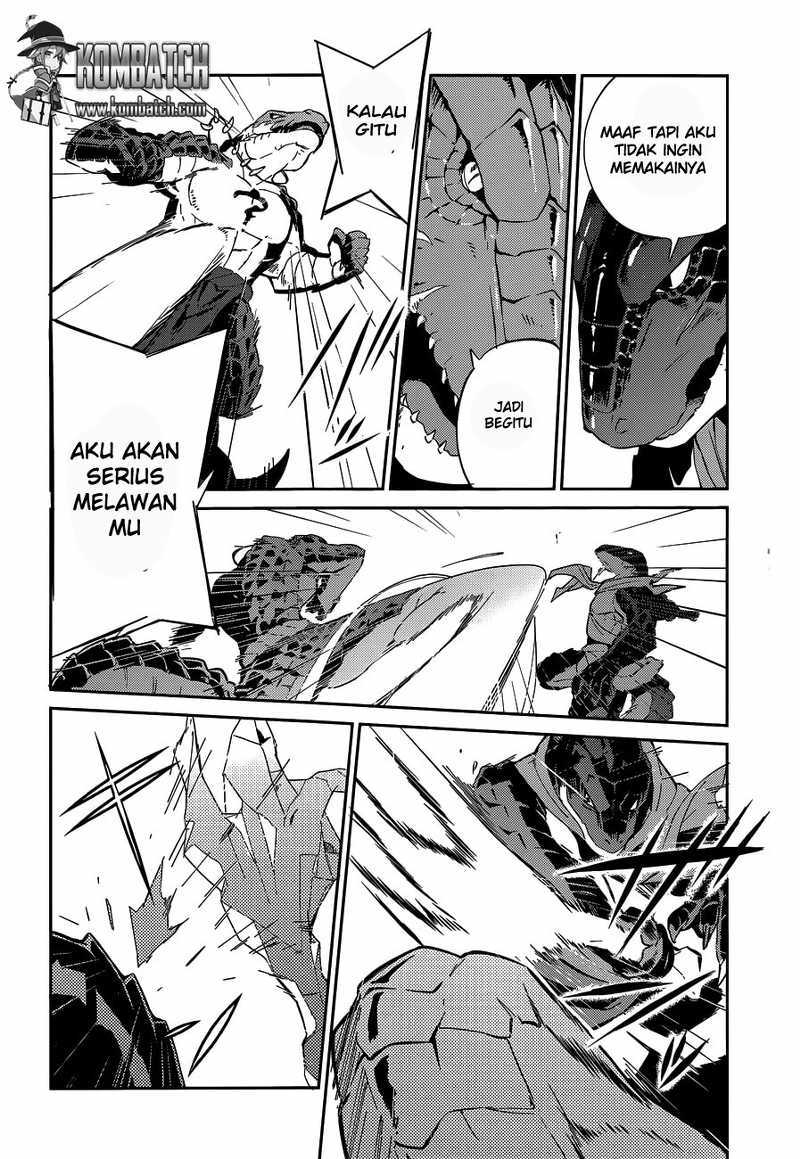 KOMBATCH
www.kombatch.com
11
MAAF TAPI AKU
TIDAK INGIN
MEMAKAINYA
JADI
BEGITU
KALAU
GITU
AKU AKAN
SERIUS
MELAWAN
MU